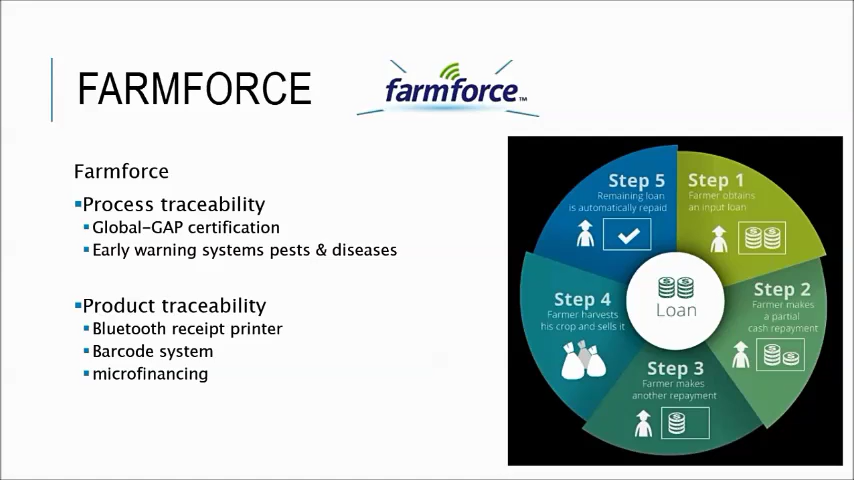 FARMFORCE
farmforce™
Farmforce
▪Process traceability
▪Global-GAP certification
▪Early warning systems pests & diseases
▪Product traceability
▪Bluetooth receipt printer
▪Barcode system
▪microfinancing
Step 1
Farmer obtains
an input loan
Step 2
Farmer makes
a partial
cash repayment
Step 3
Farmer makes
another repayment
Step 4
Farmer harvests
his crop and sells it
Step 5
Remaining loan
is automatically repaid
Loan